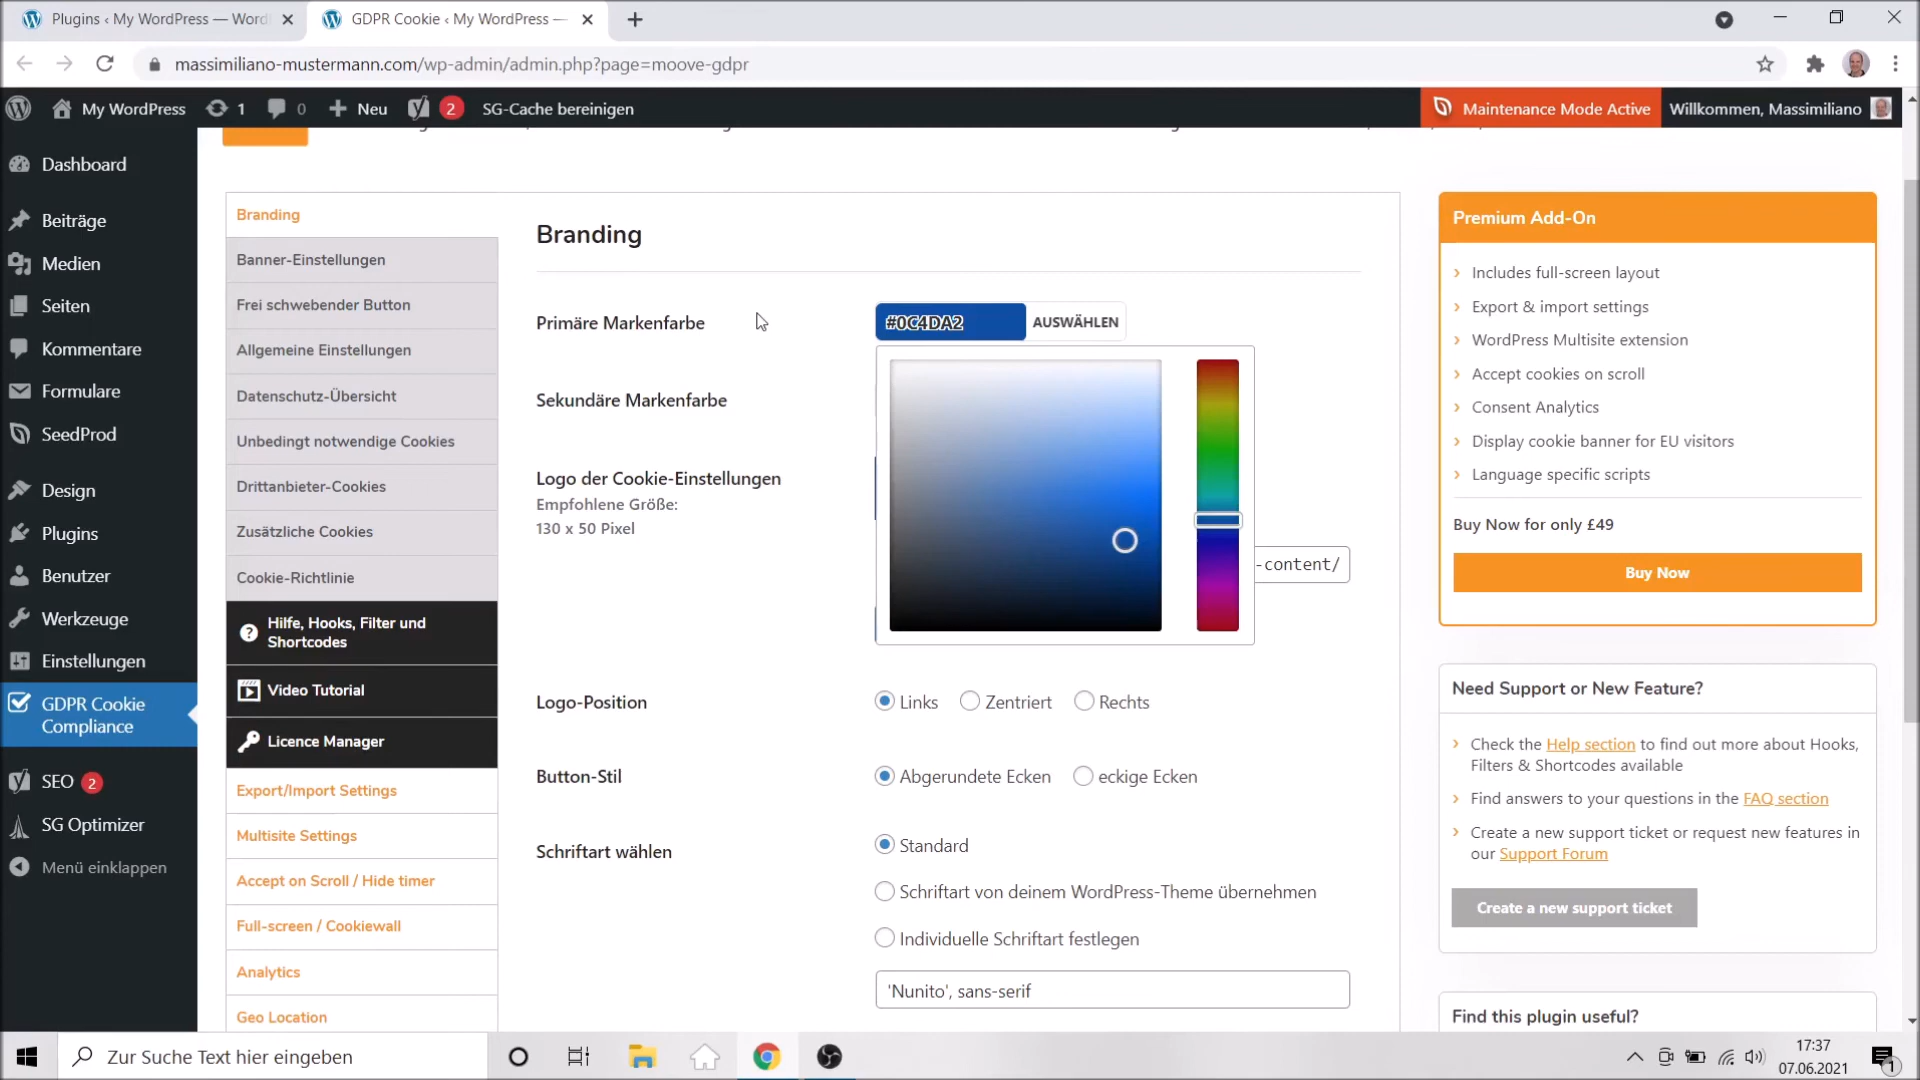 Plugins ‹ My WordPress — Word
GDPR Cookie ‹ My WordPress —
massimiliano-mustermann.com/wp-admin/admin.php?page=moove-gdpr
My WordPress
1
0
Neu
2
SG-Cache bereinigen
Maintenance Mode Active
Willkommen, Massimiliano
Dashboard
Beiträge
Medien
Seiten
Kommentare
Formulare
SeedProd
Design
Plugins
Benutzer
Werkzeuge
Einstellungen
GDPR Cookie
Compliance
SEO 2
SG Optimizer
Menü einklappen
Branding
Banner-Einstellungen
Frei schwebender Button
Allgemeine Einstellungen
Datenschutz-Übersicht
Unbedingt notwendige Cookies
Drittanbieter-Cookies
Zusätzliche Cookies
Cookie-Richtlinie
Hilfe, Hooks, Filter und
Shortcodes
Video Tutorial
Licence Manager
Export/Import Settings
Multisite Settings
Accept on Scroll / Hide timer
Full-screen / Cookiewall
Analytics
Geo Location
Branding
Primäre Markenfarbe
#0C4DA2
AUSWÄHLEN
Sekundäre Markenfarbe
Logo der Cookie-Einstellungen
Empfohlene Größe:
130 x 50 Pixel
-content/
Logo-Position
Links
Zentriert
Rechts
Button-Stil
Abgerundete Ecken
eckige Ecken
Schriftart wählen
Standard
Schriftart von deinem WordPress-Theme übernehmen
Individuelle Schriftart festlegen
'Nunito', sans-serif
Premium Add-On
Includes full-screen layout
Export & import settings
WordPress Multisite extension
Accept cookies on scroll
Consent Analytics
Display cookie banner for EU visitors
Language specific scripts
Buy Now for only £49
Buy Now
Need Support or New Feature?
Check the Help section to find out more about Hooks,
Filters & Shortcodes available
Find answers to your questions in the FAQ section
Create a new support ticket or request new features in
our Support Forum
Create a new support ticket
Find this plugin useful?
Zur Suche Text hier eingeben
17:37
07.06.2021
1